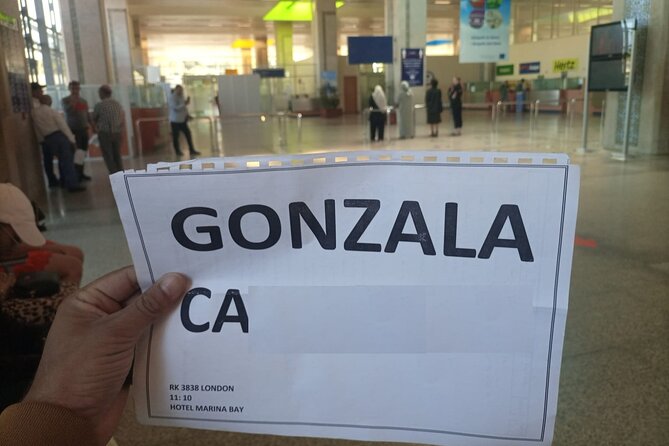 Hertz
GONZALA
CA
RK 3838 LONDON
11: 10
HOTEL MARINA BAY